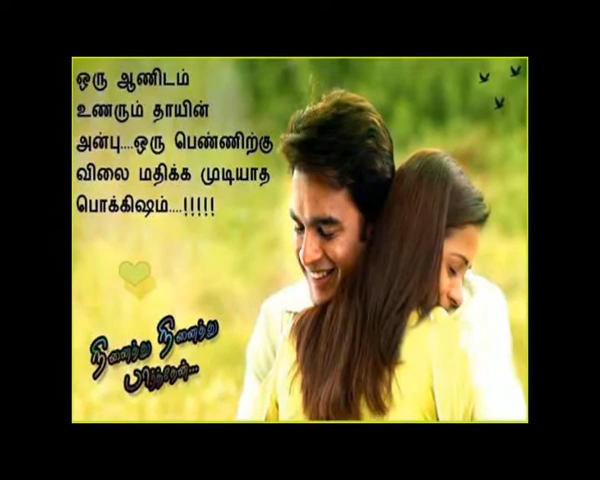 ஒரு ஆணிடம்
உணரும் தாயின்
அன்பு....ஒரு பெண்ணிற்கு
விலை மதிக்க முடியாத
பொக்கிஷம்....!!!!!
நினைத்து நினைத்து
பார்த்தேன்...